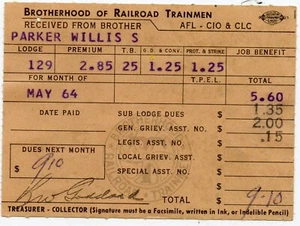 BROTHERHOOD OF RAILROAD TRAINMEN
RECEIVED FROM BROTHER AFL - CIO & CLC
PARKER WILLIS S
LODGE PREMIUM T.B. G.D. & CONV. PROT. & STRIKE JOB BENEFIT
129 2.85 25 1.25 1.25
FOR MONTH OF T.P.E.L. TOTAL
MAY 64 5.60
DATE PAID SUB LODGE DUES 1.35
GEN. GRIEV. ASST. NO. 2.00
LEGIS. ASST. NO. .15
DUES NEXT MONTH LOCAL GRIEV. ASST.
$ 9.10 SPECIAL ASST. NO.
TOTAL $ 9.10
TREASURER - COLLECTOR (Signature must be a Facsimile, written in Ink, or Indelible Pencil)